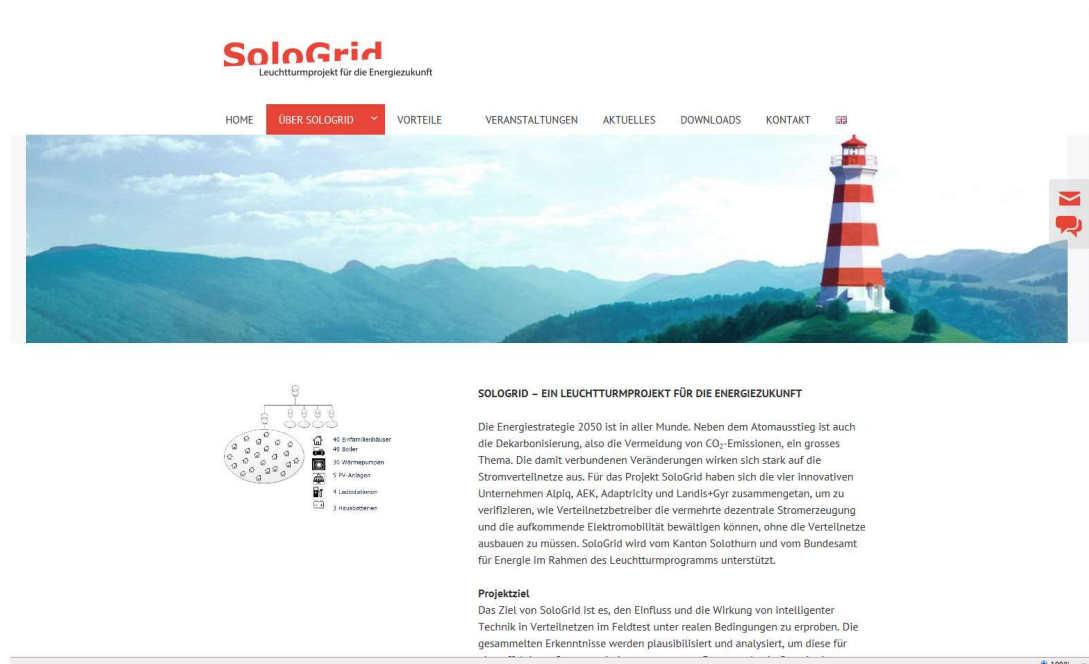 SoloGrid
Leuchtturmprojekt für die Energiezukunft
HOME ÜBER SOLOGRID VORTEILE VERANSTALTUNGEN AKTUELLES DOWNLOADS KONTAKT
40 Einfamilienhäuser
49 Boiler
30 Wärmepumpen
5 PV-Anlagen
4 Ladestationen
3 Hausbatterien
SOLOGRID – EIN LEUCHTTURMPROJEKT FÜR DIE ENERGIEZUKUNFT
Die Energiestrategie 2050 ist in aller Munde. Neben dem Atomausstieg ist auch
die Dekarbonisierung, also die Vermeidung von CO₂-Emissionen, ein grosses
Thema. Die damit verbundenen Veränderungen wirken sich stark auf die
Stromverteilnetze aus. Für das Projekt SoloGrid haben sich die vier innovativen
Unternehmen Alpiq, AEK, Adaptricity und Landis+Gyr zusammengetan, um zu
verifizieren, wie Verteilnetzbetreiber die vermehrte dezentrale Stromerzeugung
und die aufkommende Elektromobilität bewältigen können, ohne die Verteilnetze
ausbauen zu müssen. SoloGrid wird vom Kanton Solothurn und vom Bundesamt
für Energie im Rahmen des Leuchtturmprogramms unterstützt.
Projektziel
Das Ziel von SoloGrid ist es, den Einfluss und die Wirkung von intelligenter
Technik in Verteilnetzen im Feldtest unter realen Bedingungen zu erproben. Die
gesammelten Erkenntnisse werden plausibilisiert und analysiert, um diese für